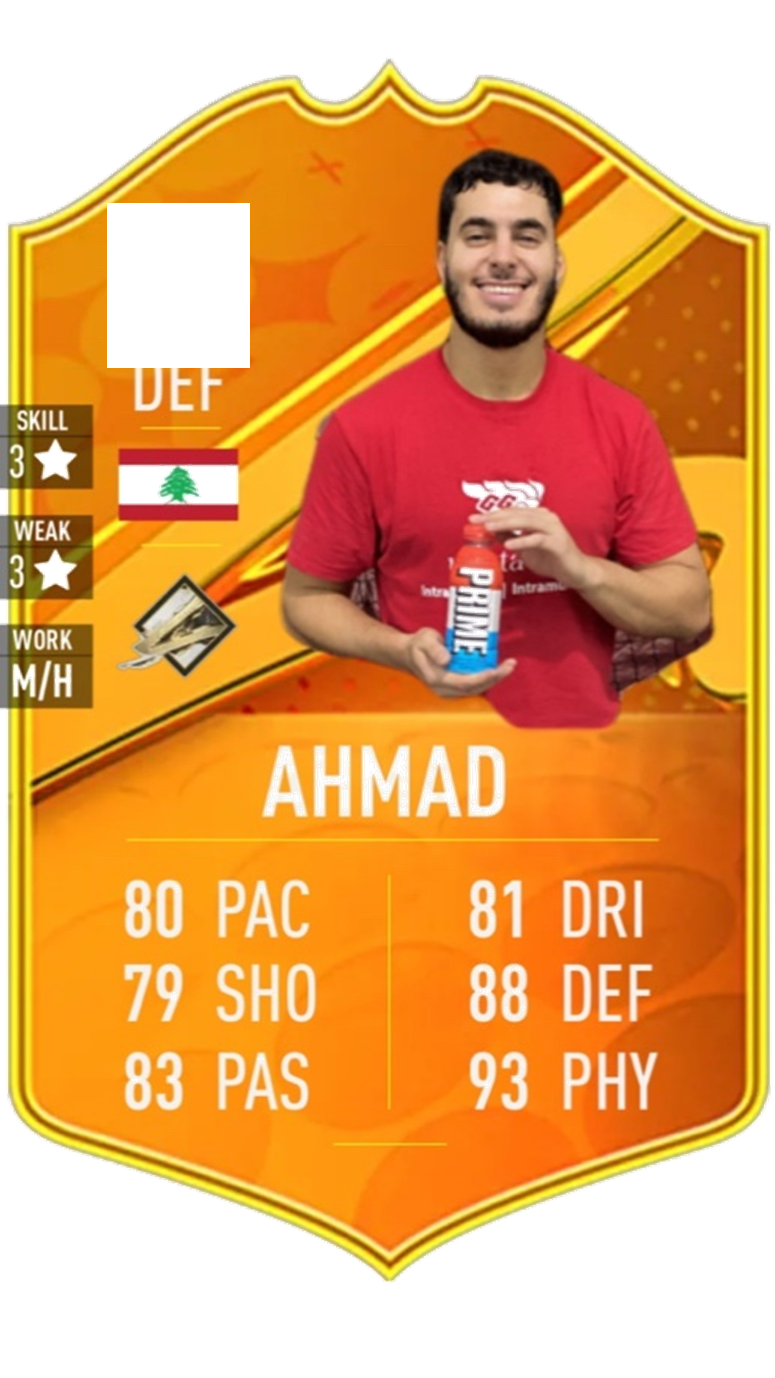 DEF
SKILL
3
WEAK
3
WORK
M/H
GG
PRIME
AHMAD
80 PAC
81 DRI
79 SHO
88 DEF
83 PAS
93 PHY